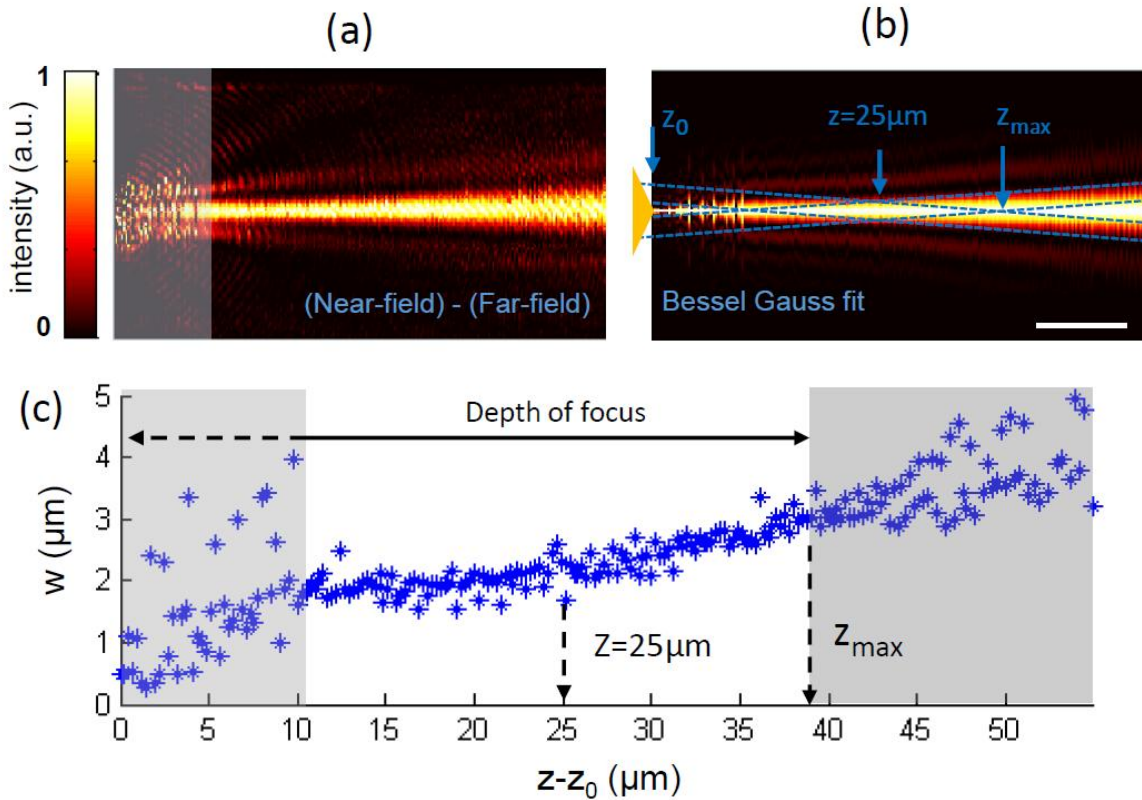 (a)
(b)
1
intensity (a.u.)
0
(Near-field) - (Far-field)
z0
z=25μm
zmax
Bessel Gauss fit
(c)
5
4
3
2
1
0
w (μm)
Depth of focus
Z=25μm
zmax
0 5 10 15 20 25 30 35 40 45 50
z-z0 (μm)